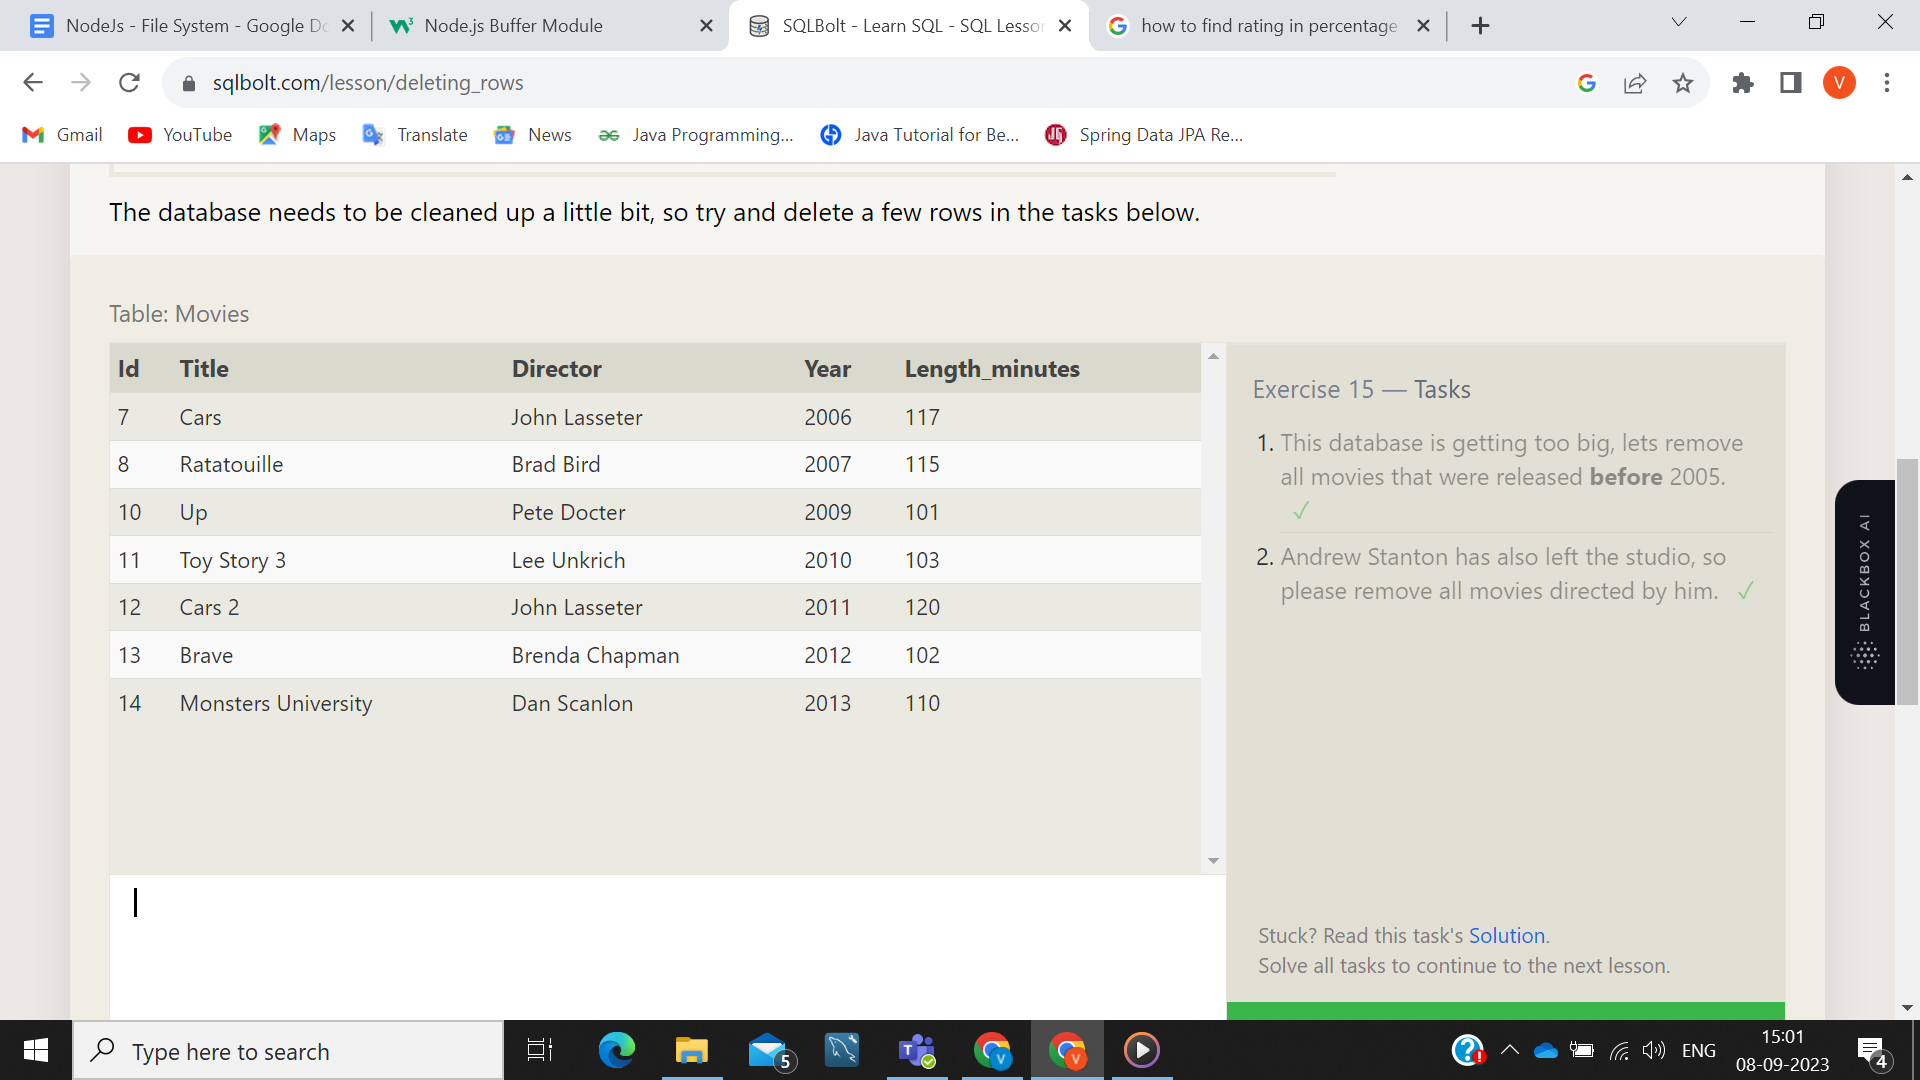 NodeJs - File System - Google Do
Node.js Buffer Module
SQLBolt - Learn SQL - SQL Lesson
how to find rating in percentage
sqlbolt.com/lesson/deleting_rows
V
Gmail
YouTube
Maps
Translate
News
Java Programming...
Java Tutorial for Be...
Spring Data JPA Re...
The database needs to be cleaned up a little bit, so try and delete a few rows in the tasks below.
Table: Movies
Id Title Director Year Length_minutes
7 Cars John Lasseter 2006 117
8 Ratatouille Brad Bird 2007 115
10 Up Pete Docter 2009 101
11 Toy Story 3 Lee Unkrich 2010 103
12 Cars 2 John Lasseter 2011 120
13 Brave Brenda Chapman 2012 102
14 Monsters University Dan Scanlon 2013 110
Exercise 15 — Tasks
1. This database is getting too big, lets remove
all movies that were released before 2005.
✓
2. Andrew Stanton has also left the studio, so
please remove all movies directed by him. ✓
Stuck? Read this task's Solution.
Solve all tasks to continue to the next lesson.
BLACKBOX AI
Type here to search
5
T
V
V
ENG
15:01
08-09-2023
4